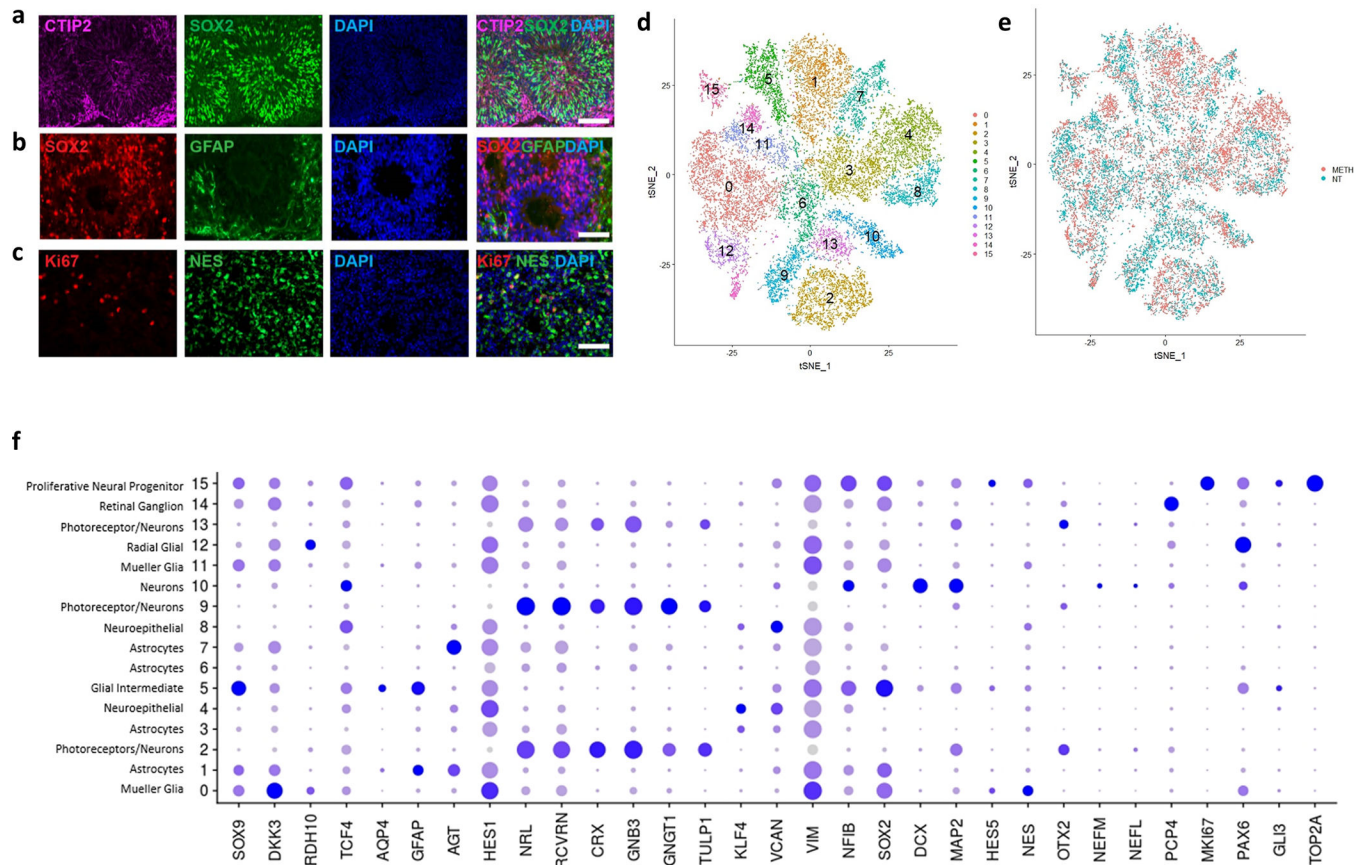 a
CTIP2 SOX2 DAPI CTIP2SOX2DAPI
b
SOX2 GFAP DAPI SOX2GFAPDAPI
c
Ki67 NES DAPI Ki67 NES DAPI
d
tSNE_2
25
0
-25
-25 0 25
tSNE_1
15 5 1 7 14 11 4 3 0 8 6 12 13 10 9 2
0
1
2
3
4
5
6
7
8
9
10
11
12
13
14
15
e
tSNE_2
25
0
-25
-25 0 25
tSNE_1
METH
NT
f
Proliferative Neural Progenitor 15
Retinal Ganglion 14
Photoreceptor/Neurons 13
Radial Glial 12
Mueller Glia 11
Neurons 10
Photoreceptor/Neurons 9
Neuroepithelial 8
Astrocytes 7
Astrocytes 6
Glial Intermediate 5
Neuroepithelial 4
Astrocytes 3
Photoreceptors/Neurons 2
Astrocytes 1
Mueller Glia 0
SOX9 DKK3 RDH10 TCF4 AQP4 GFAP AGT HES1 NRL RCVRN CRX GNB3 GNGT1 TULP1 KLF4 VCAN VIM NFIB SOX2 DCX MAP2 HES5 NES OTX2 NEFM NEFL PCP4 MKI67 PAX6 GLI3 TOP2A